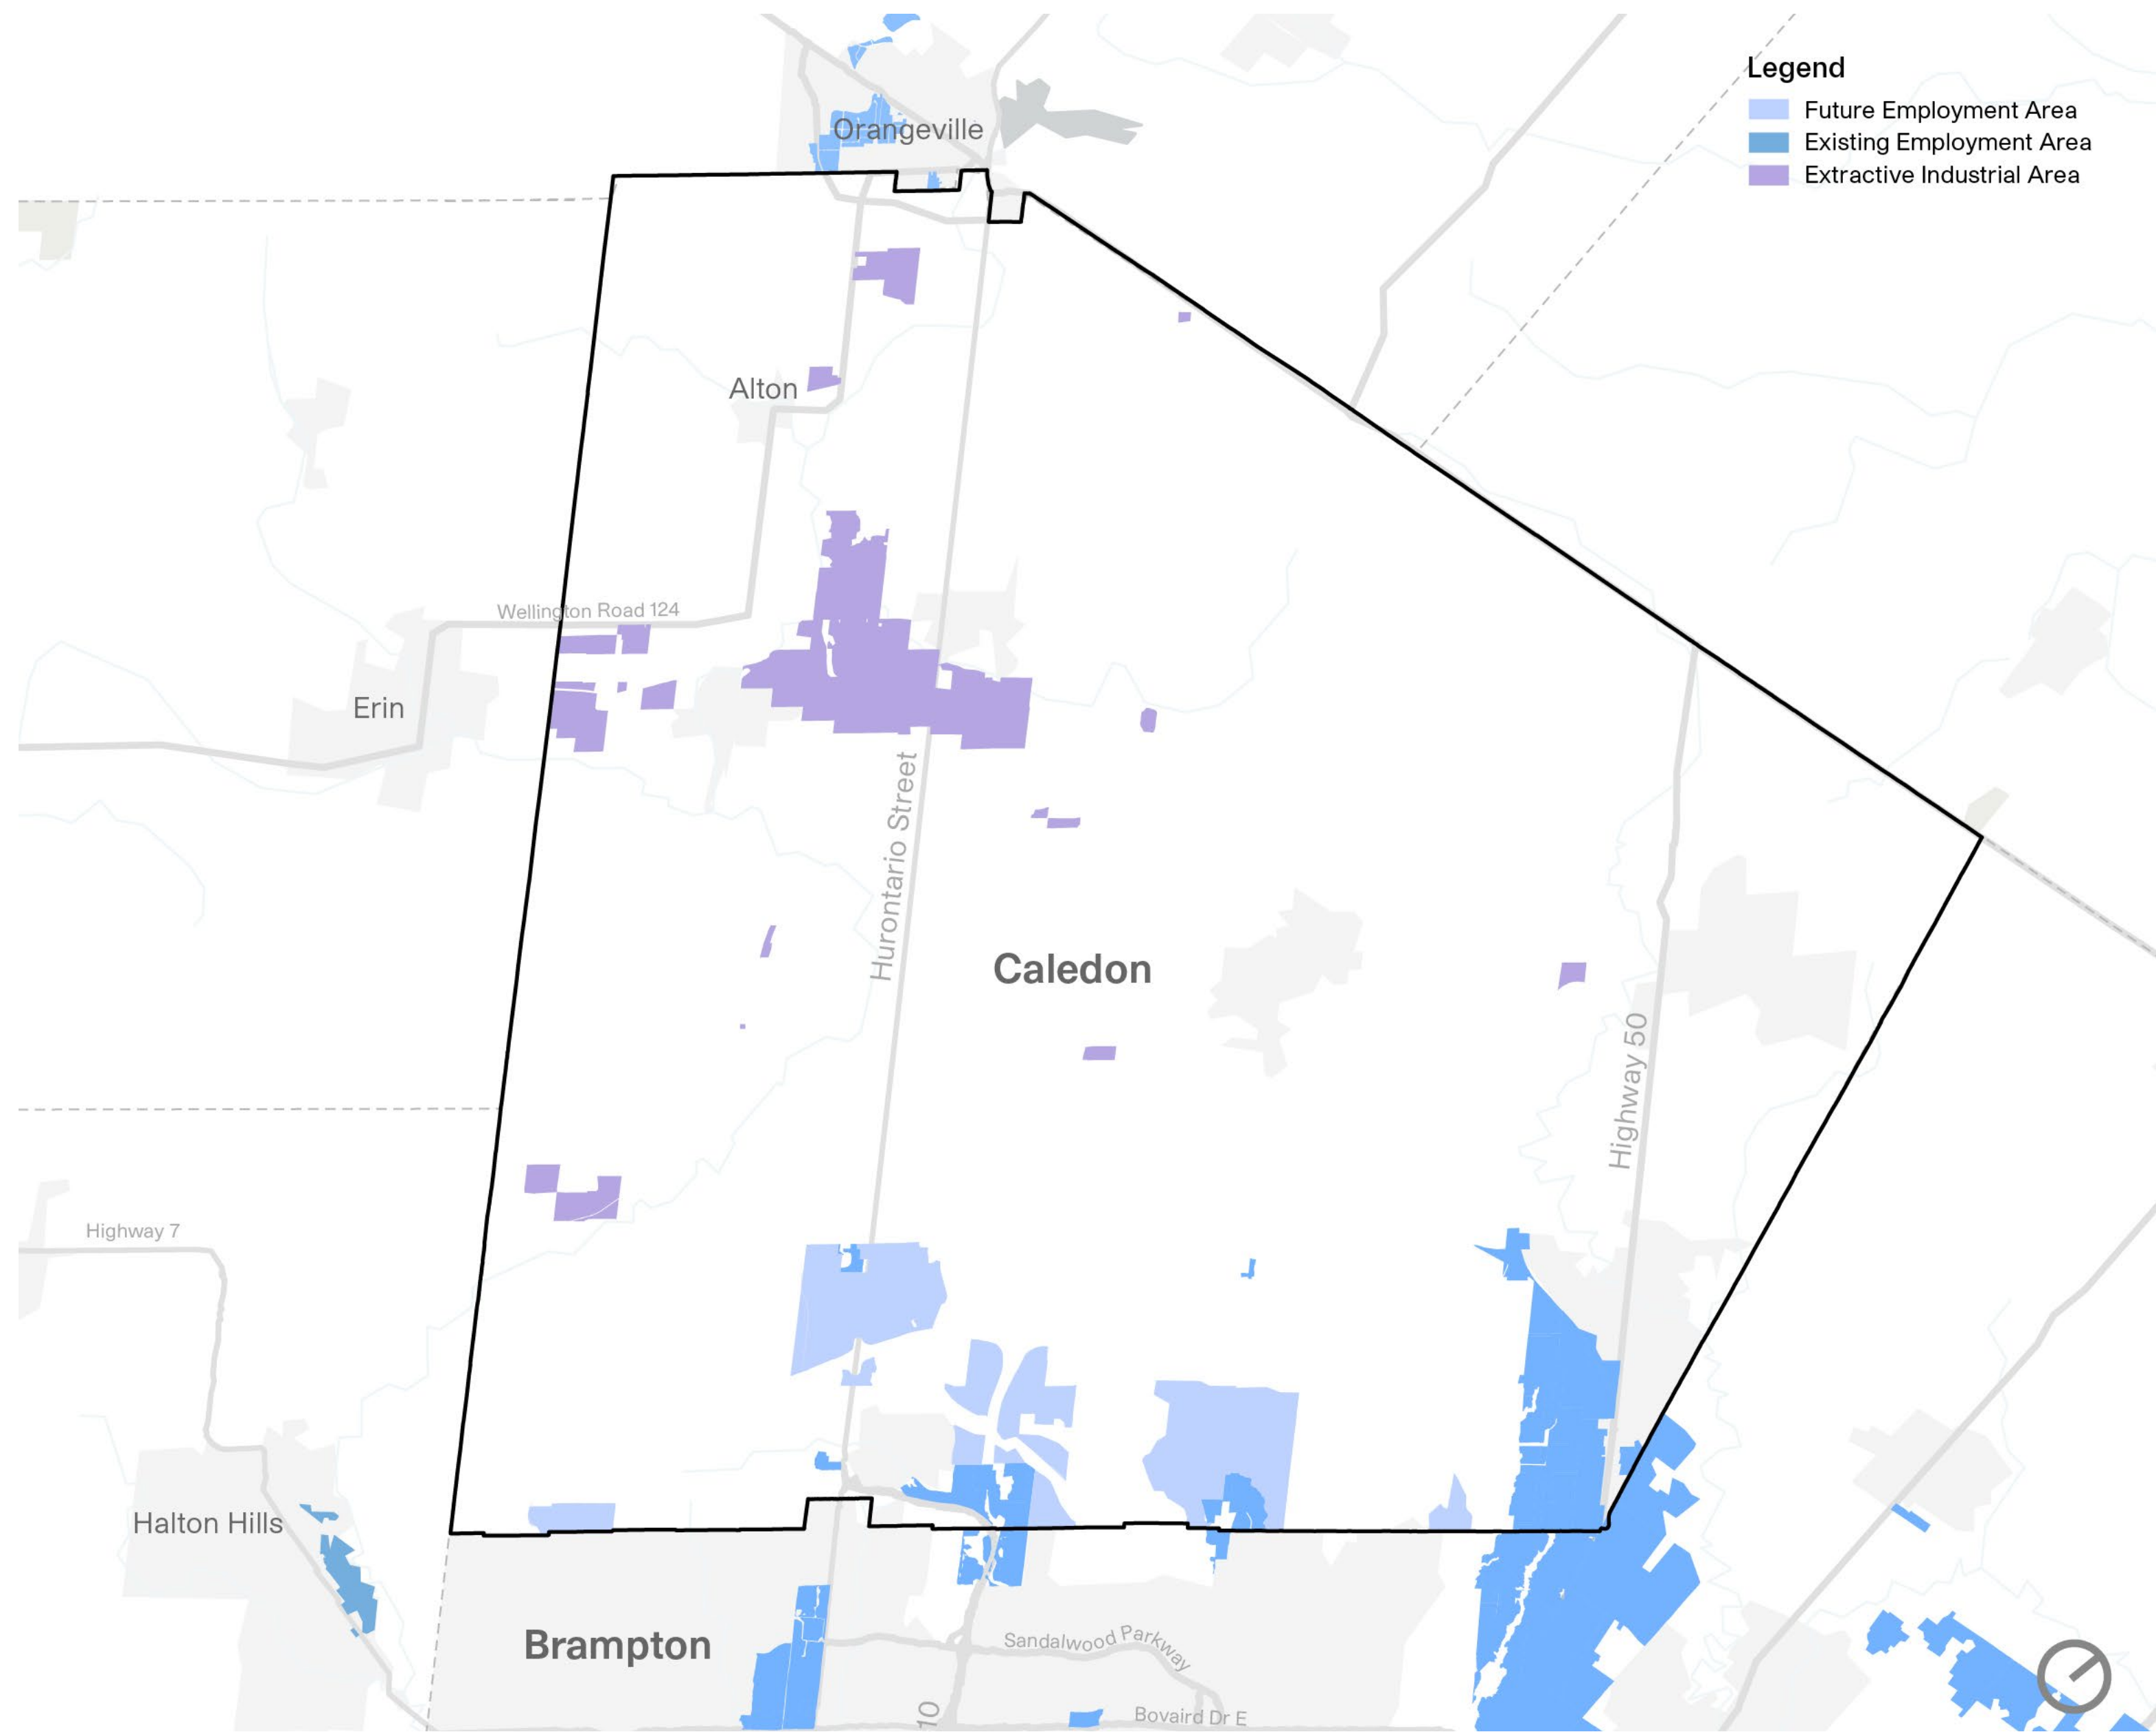 Legend
Future Employment Area
Existing Employment Area
Extractive Industrial Area
Orangeville
Alton
Wellington Road 124
Erin
Hurontario Street
Caledon
Highway 50
Highway 7
Halton Hills
Brampton
Sandalwood Parkway
10
Bovaird Dr E